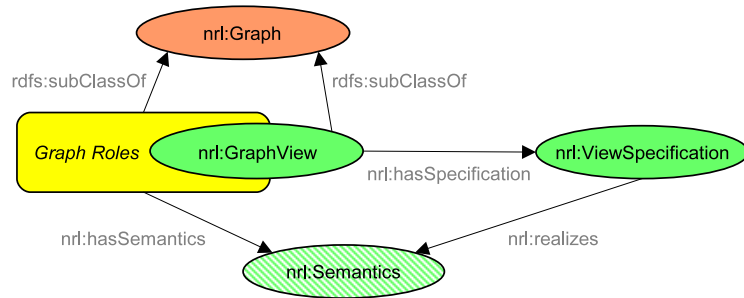 nrl:Graph
rdfs:subClassOf
rdfs:subClassOf
Graph Roles
nrl:GraphView
nrl:ViewSpecification
nrl:hasSpecification
nrl:hasSemantics
nrl:realizes
nrl:Semantics